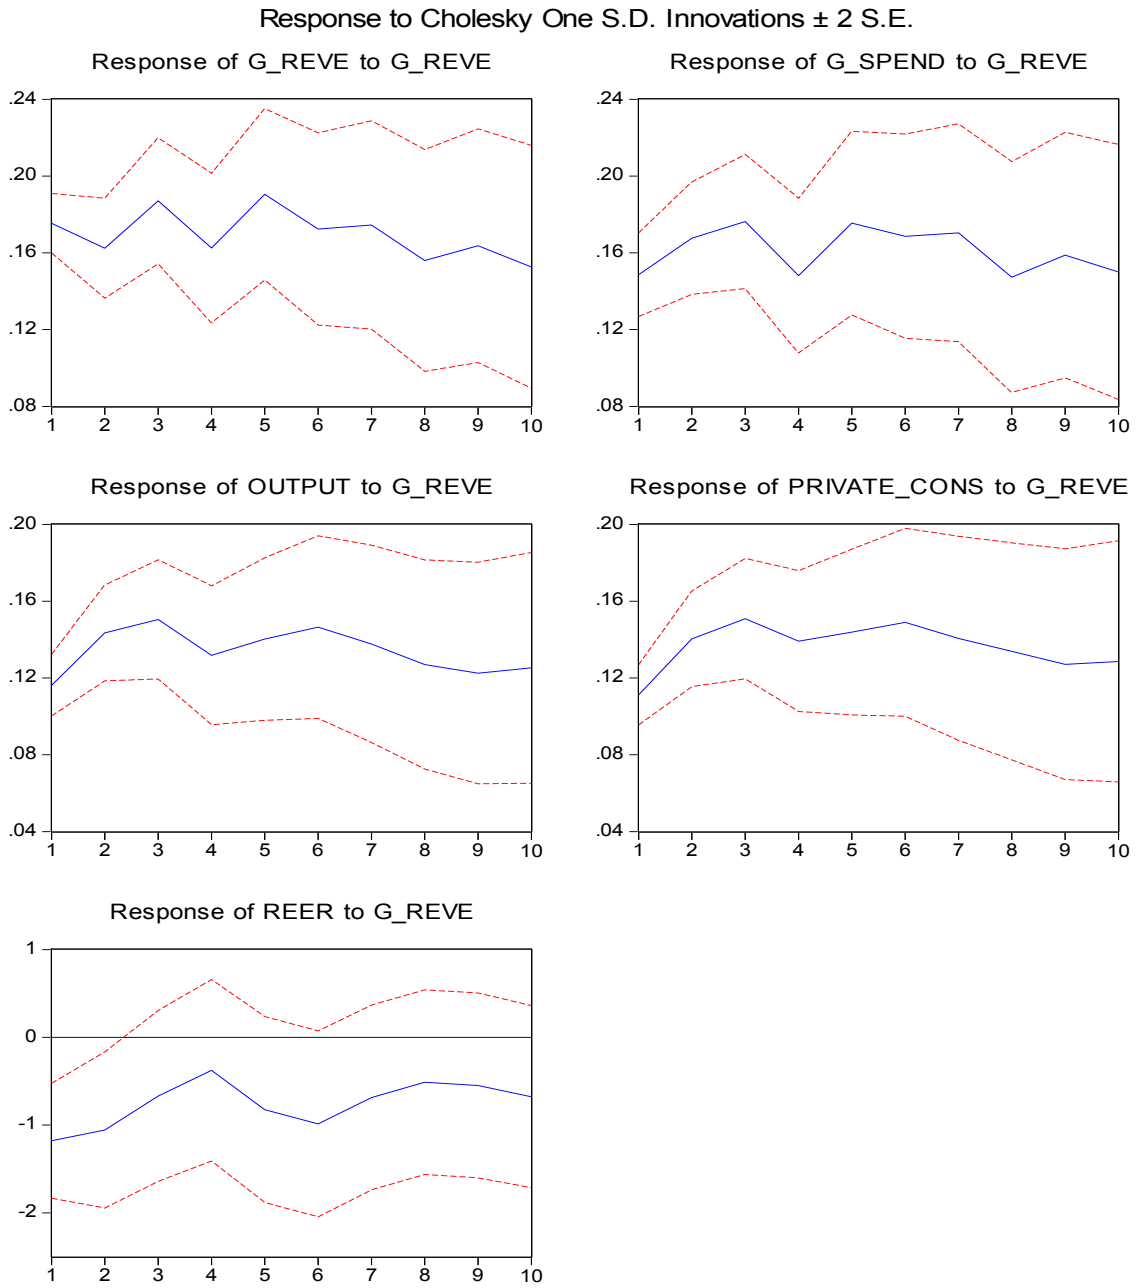 Response to Cholesky One S.D. Innovations ± 2 S.E.
Response of G_REVE to G_REVE
.24
.20
.16
.12
.08
1 2 3 4 5 6 7 8 9 10
Response of G_SPEND to G_REVE
.24
.20
.16
.12
.08
1 2 3 4 5 6 7 8 9 10
Response of OUTPUT to G_REVE
.20
.16
.12
.08
.04
1 2 3 4 5 6 7 8 9 10
Response of PRIVATE_CONS to G_REVE
.20
.16
.12
.08
.04
1 2 3 4 5 6 7 8 9 10
Response of REER to G_REVE
1
0
-1
-2
1 2 3 4 5 6 7 8 9 10